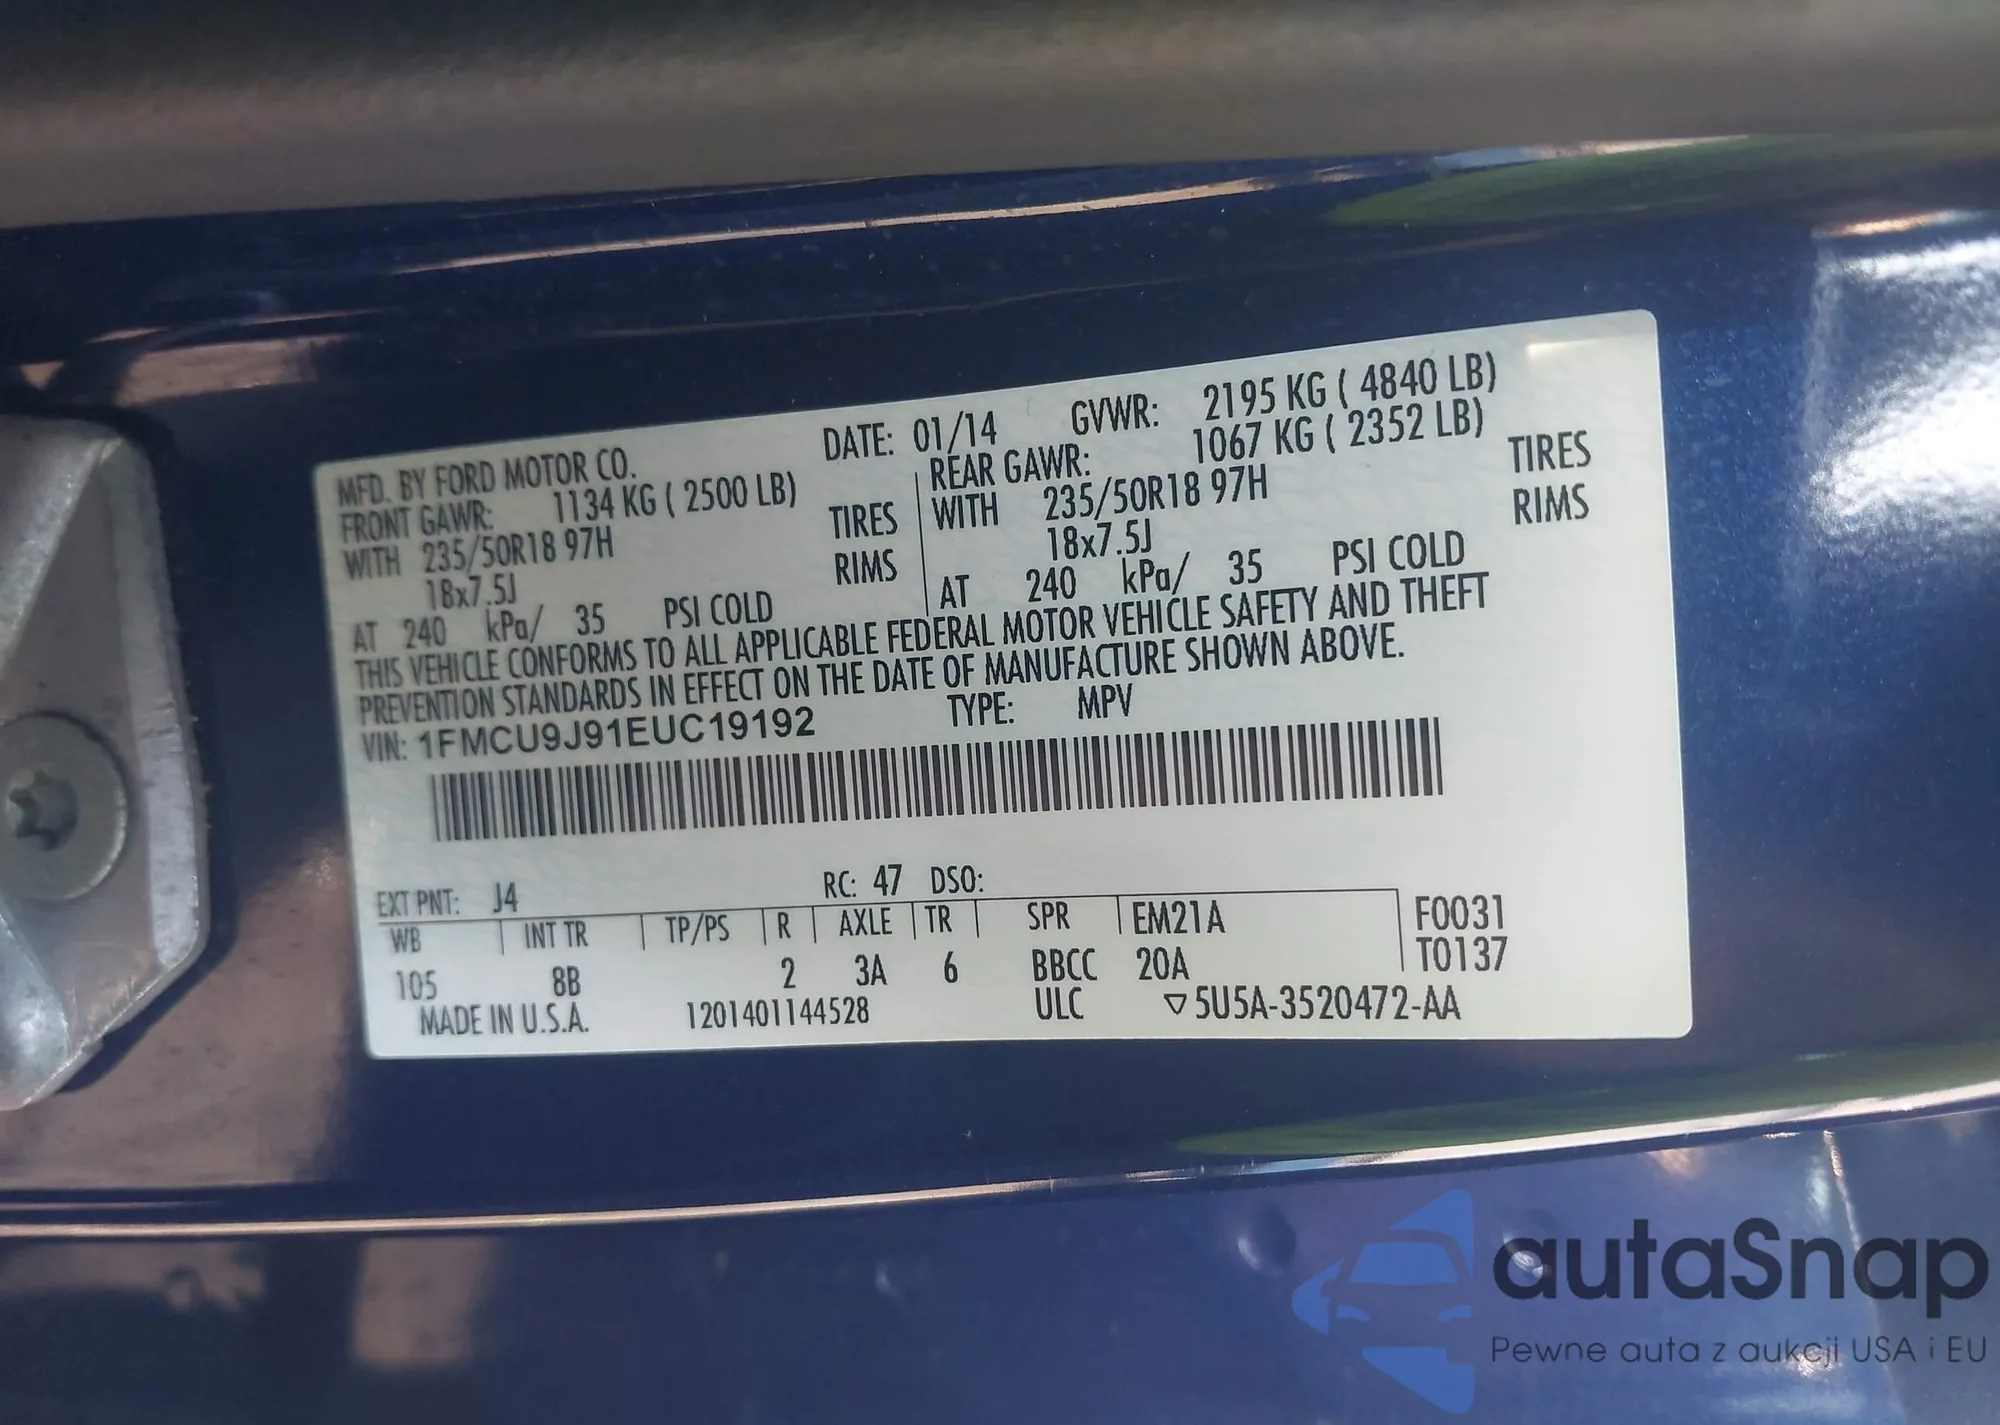 MFD. BY FORD MOTOR CO. DATE: 01/14 GVWR: 2195 KG ( 4840 LB)
FRONT GAWR: 1134 KG ( 2500 LB) REAR GAWR: 1067 KG ( 2352 LB)
WITH 235/50R18 97H TIRES WITH 235/50R18 97H TIRES
18x7.5J RIMS 18x7.5J RIMS
AT 240 kPa/ 35 PSI COLD AT 240 kPa/ 35 PSI COLD
THIS VEHICLE CONFORMS TO ALL APPLICABLE FEDERAL MOTOR VEHICLE SAFETY AND THEFT
PREVENTION STANDARDS IN EFFECT ON THE DATE OF MANUFACTURE SHOWN ABOVE.
VIN: 1FMCU9J91EUC19192 TYPE: MPV
EXT PNT: J4 RC: 47 DSO:
WB INT TR TP/PS R AXLE TR SPR EM21A F0031
105 8B 2 3A 6 BBCC 20A T0137
MADE IN U.S.A. 1201401144528 ULC ▽5U5A-3520472-AA
autaSnap
Pewne auta z aukcji USA i EU